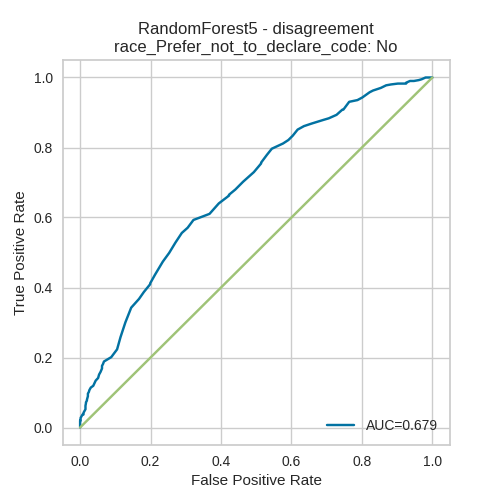 RandomForest5 - disagreement
race_Prefer_not_to_declare_code: No
True Positive Rate
1.0
0.8
0.6
0.4
0.2
0.0
AUC=0.679
0.0 0.2 0.4 0.6 0.8 1.0
False Positive Rate